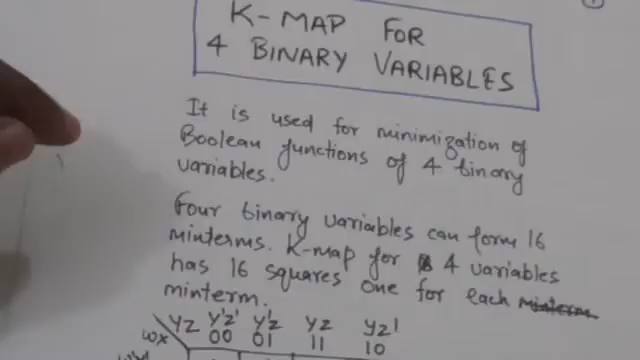 K-MAP FOR
4 BINARY VARIABLES
It is used for minimization of
Boolean functions of 4 binary
variables.
Four binary variables can form 16
minterms. K-map for 4 variables
has 16 squares one for each minterm
minterm.
YZ Y'Z' Y'Z YZ YZ'
WX 00 01 11 10